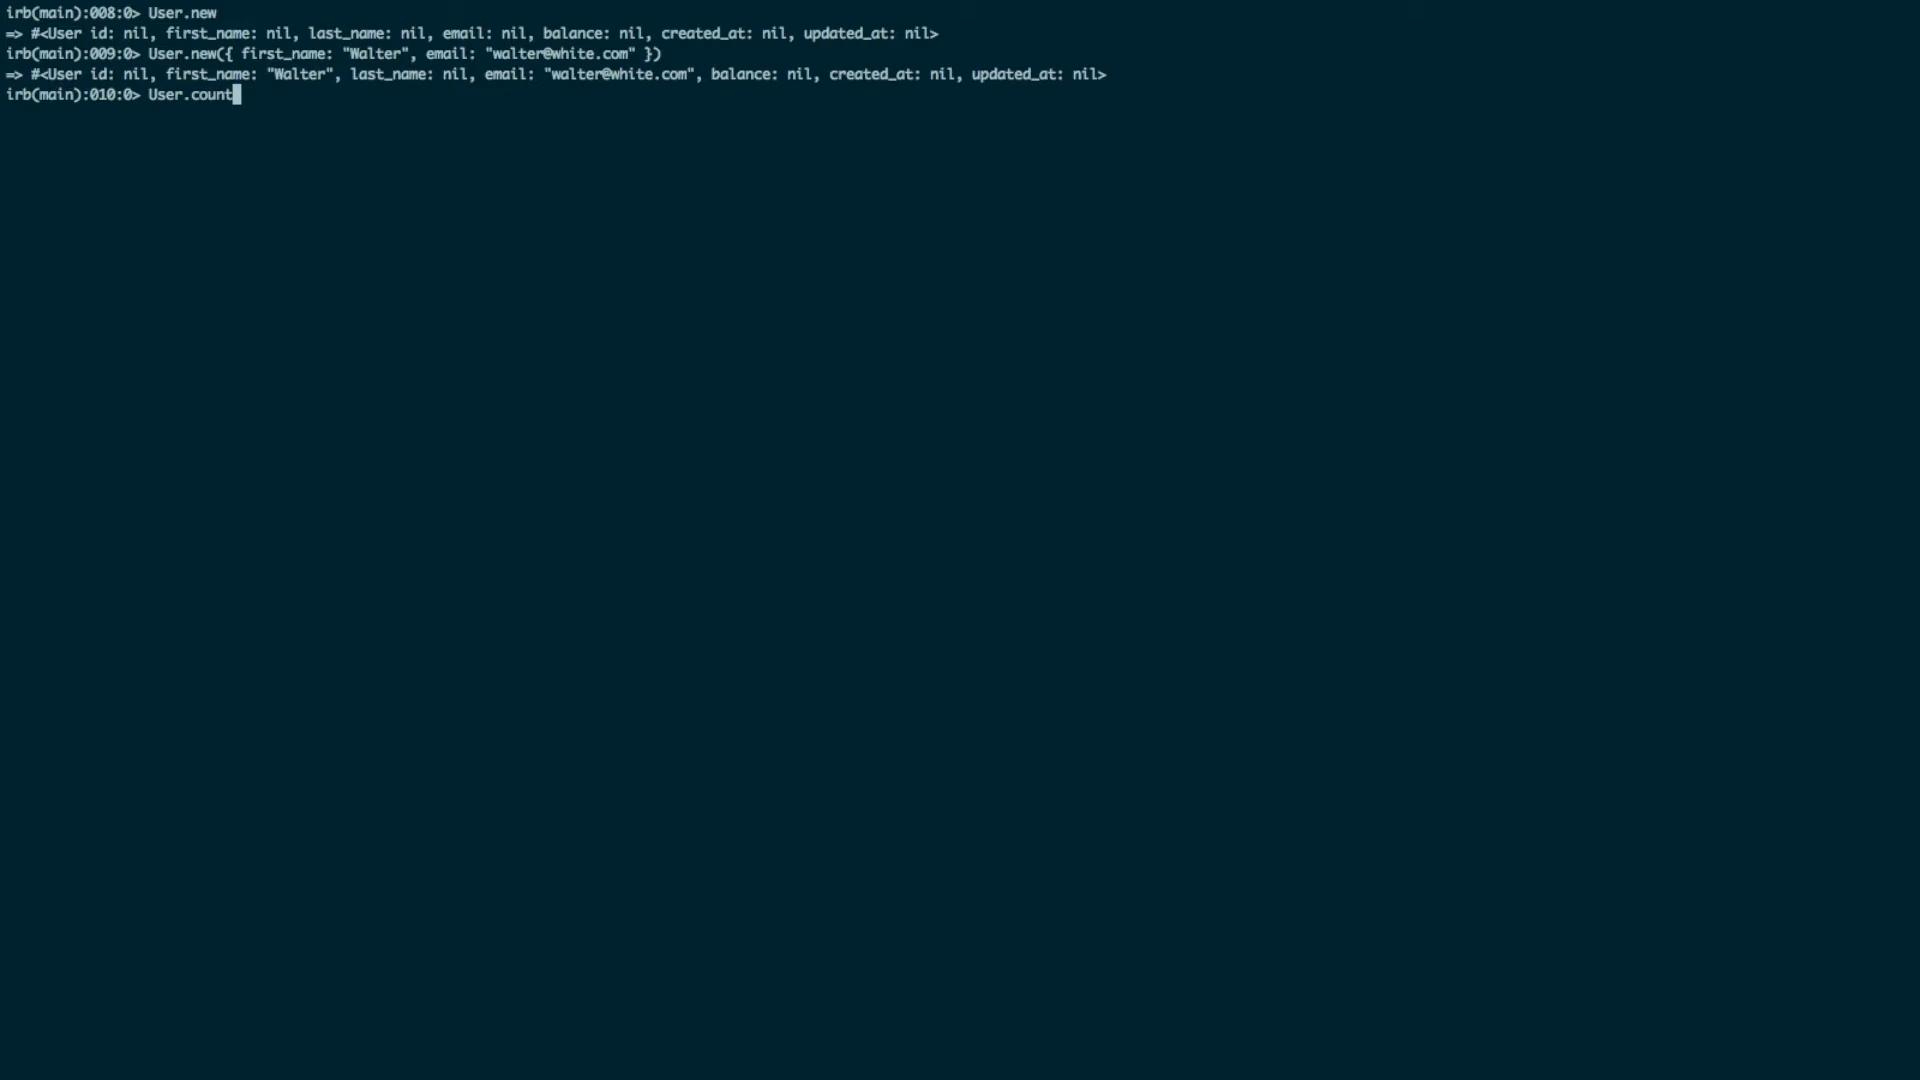 irb(main):008:0> User.new
=> #<User id: nil, first_name: nil, last_name: nil, email: nil, balance: nil, created_at: nil, updated_at: nil>
irb(main):009:0> User.new({ first_name: "Walter", email: "walter@white.com" })
=> #<User id: nil, first_name: "Walter", last_name: nil, email: "walter@white.com", balance: nil, created_at: nil, updated_at: nil>
irb(main):010:0> User.count